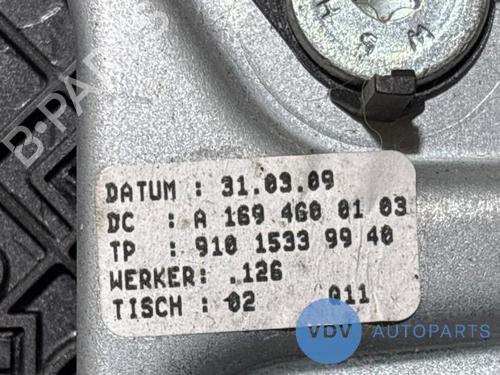 H S M
B-PARTS
DATUM : 31.03.09
DC : A 169 460 01 03
TP : 910 1533 99 40
WERKER: .126
TISCH : 02 011
VDV AUTOPARTS